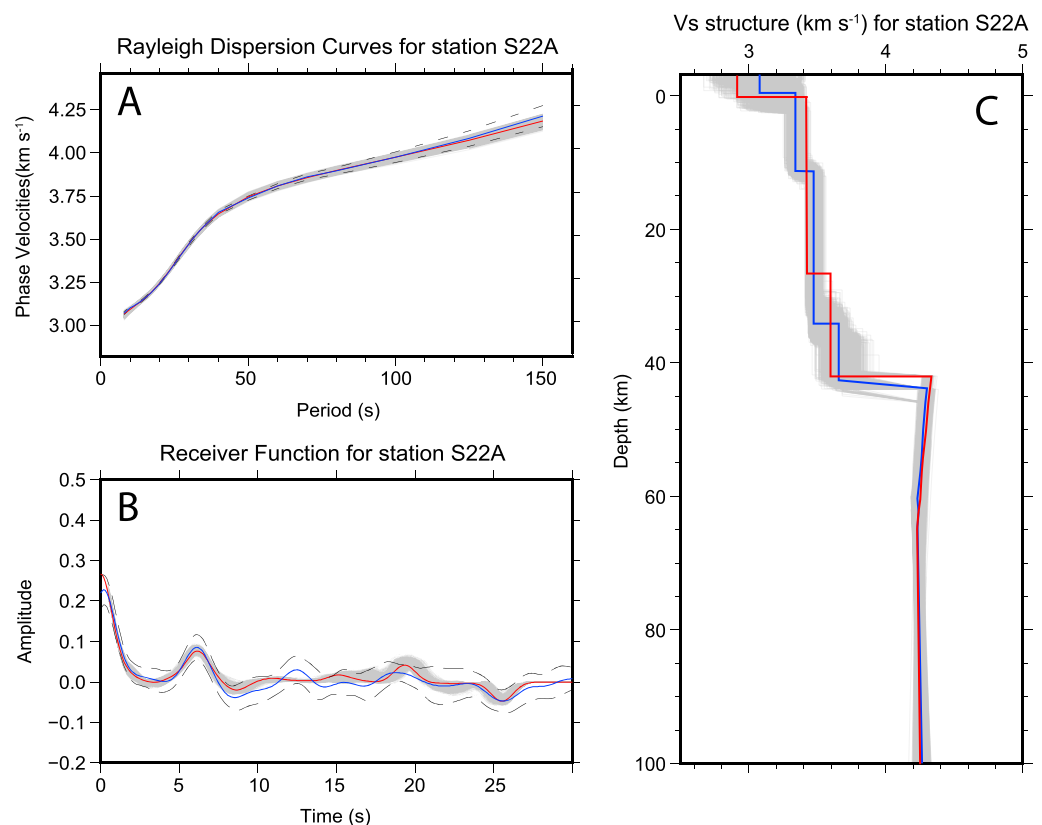 Rayleigh Dispersion Curves for station S22A
A
Phase Velocities(km s-1)
4.25
4.00
3.75
3.50
3.25
3.00
0 50 100 150
Period (s)
Receiver Function for station S22A
B
Amplitude
0.5
0.4
0.3
0.2
0.1
0.0
−0.1
−0.2
0 5 10 15 20 25
Time (s)
Vs structure (km s-1) for station S22A
3 4 5
C
Depth (km)
0
20
40
60
80
100